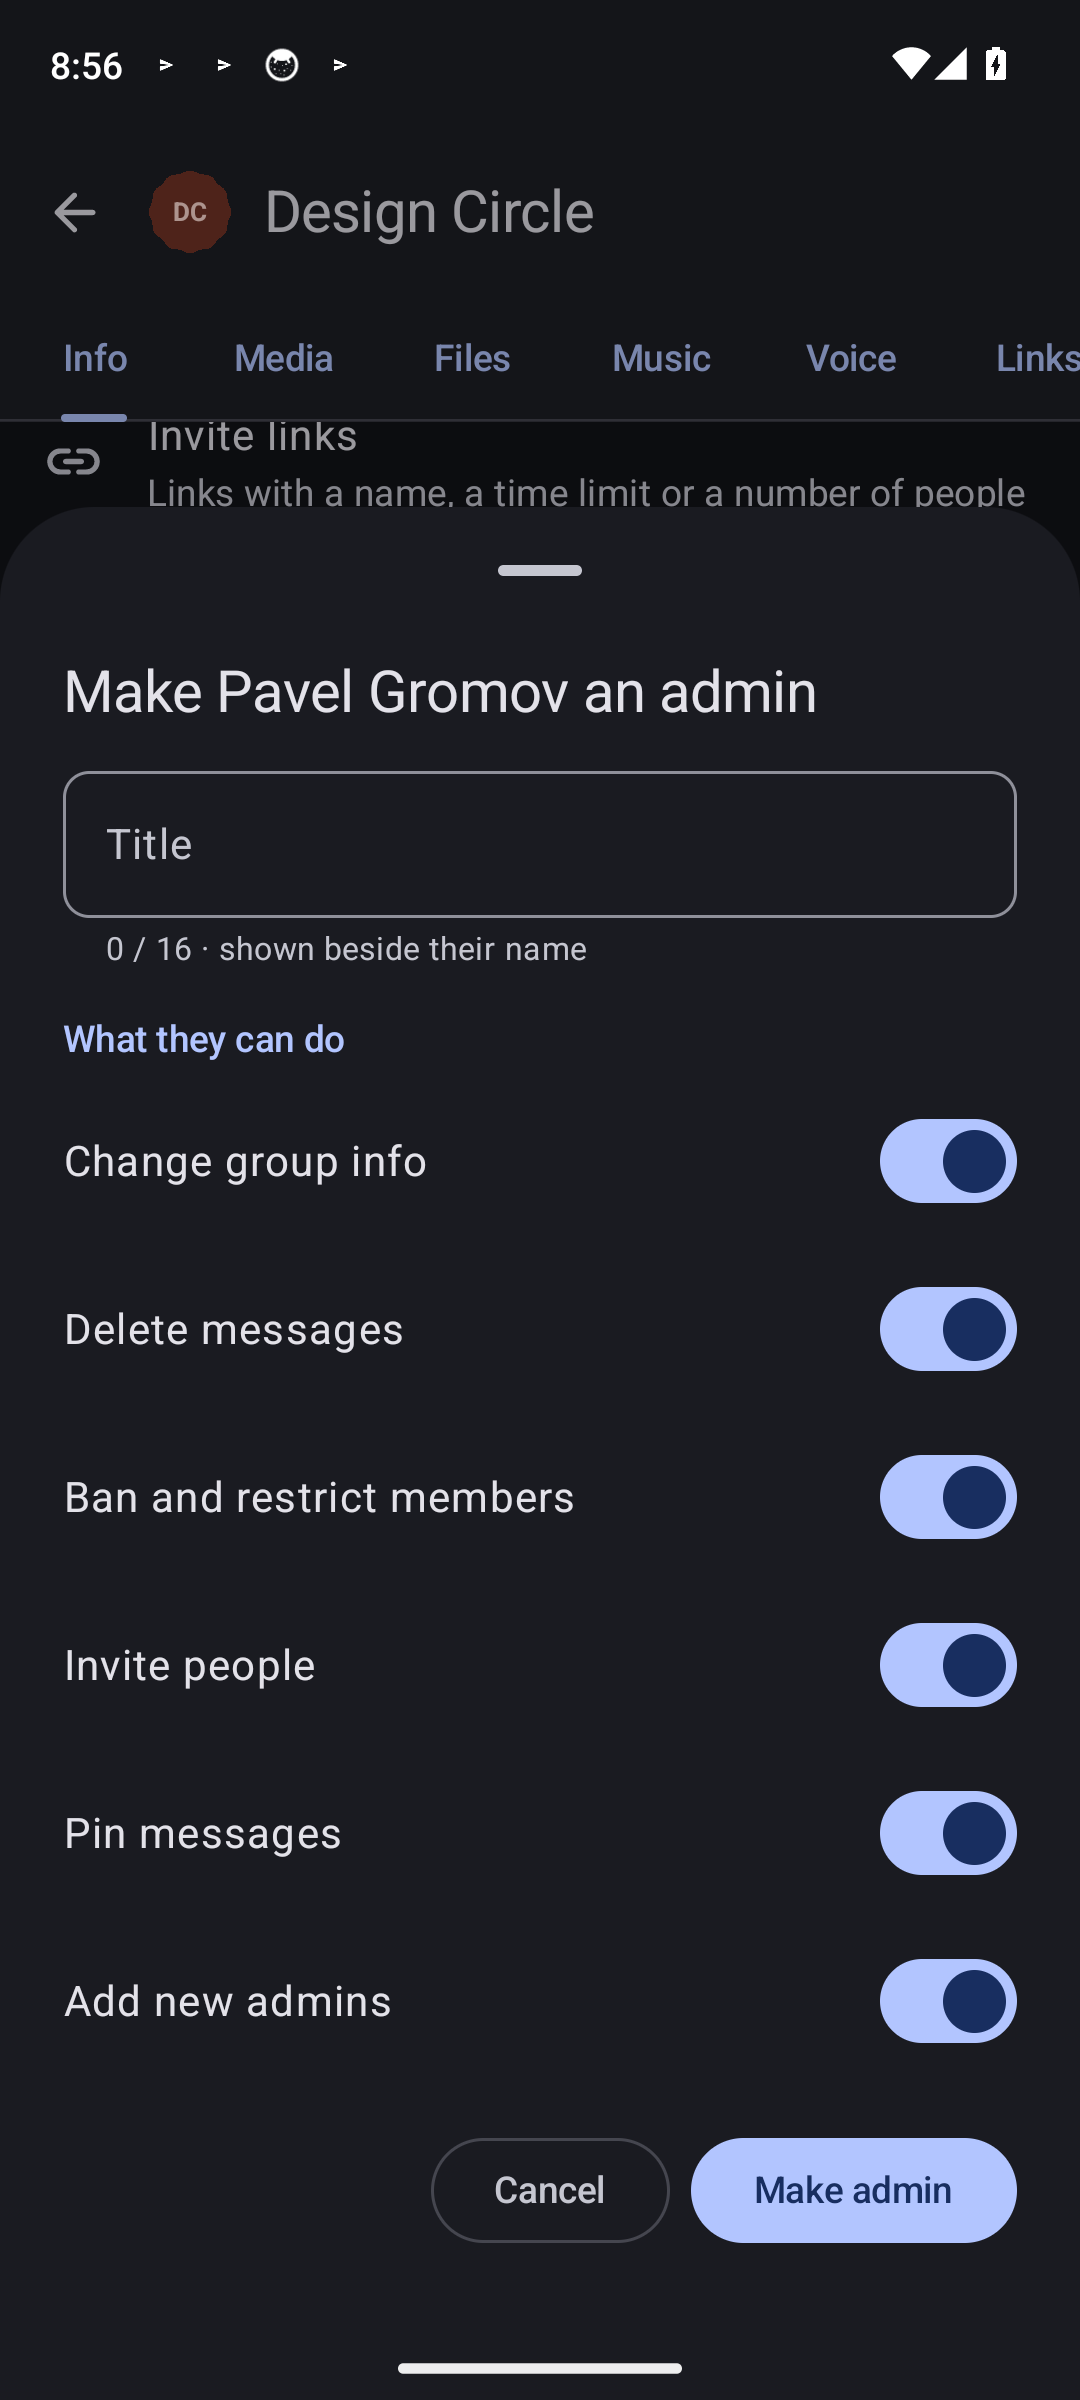 8:56
DC
Design Circle
Info
Media
Files
Music
Voice
Links
Invite links
Links with a name, a time limit or a number of people
Make Pavel Gromov an admin
Title
0 / 16 · shown beside their name
What they can do
Change group info
Delete messages
Ban and restrict members
Invite people
Pin messages
Add new admins
Cancel
Make admin